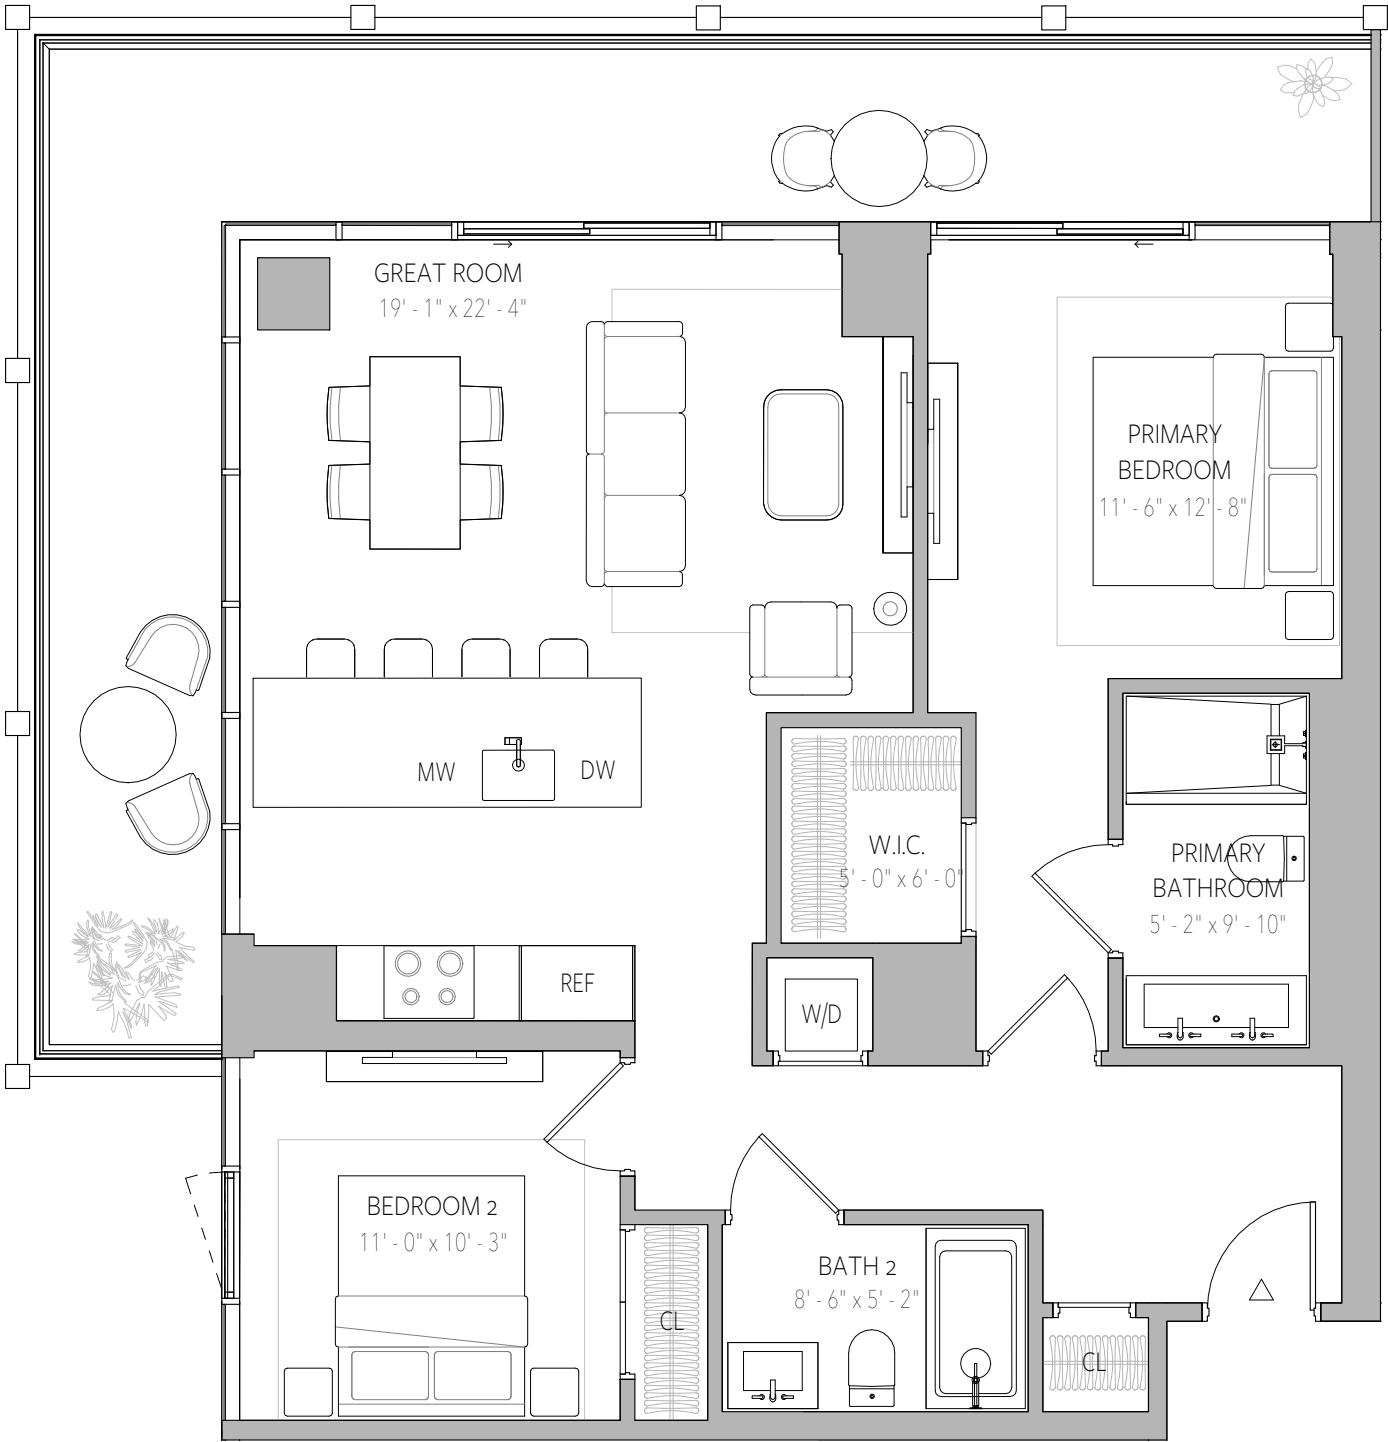 GREAT ROOM
19' - 1" x 22' - 4"
PRIMARY
BEDROOM
11' - 6" x 12' - 8"
MW
DW
W.I.C.
5' - 0" x 6' - 0"
PRIMARY
BATHROOM
5' - 2" x 9' - 10"
REF
W/D
BEDROOM 2
11' - 0" x 10' - 3"
BATH 2
8' - 6" x 5' - 2"
CL
CL